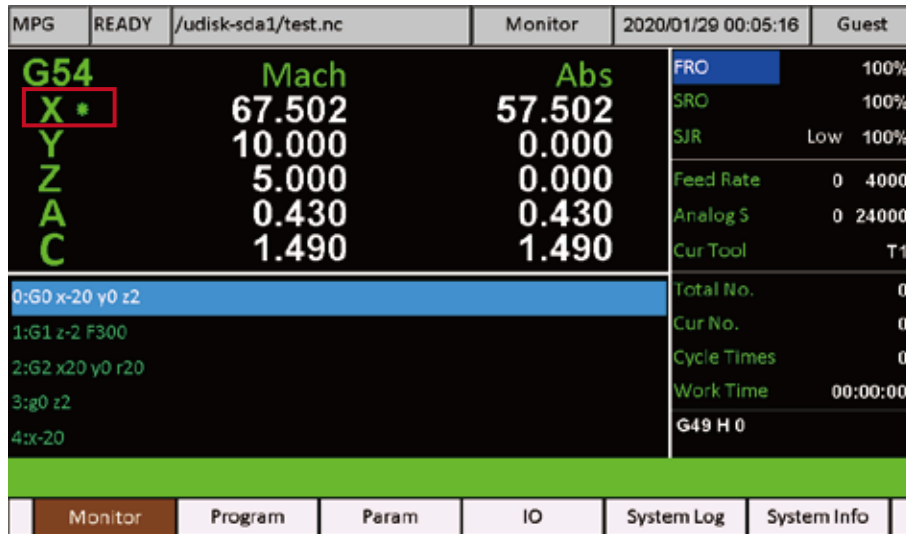 MPG READY /udisk-sda1/test.nc Monitor 2020/01/29 00:05:16 Guest
G54 Mach Abs
X * 67.502 57.502
Y 10.000 0.000
Z 5.000 0.000
A 0.430 0.430
C 1.490 1.490
FRO 100%
SRO 100%
SJR Low 100%
Feed Rate 0 4000
Analog S 0 24000
Cur Tool T1
Total No. 0
Cur No. 0
Cycle Times 0
Work Time 00:00:00
G49 H 0
0:G0 x-20 y0 z2
1:G1 z-2 F300
2:G2 x20 y0 r20
3:g0 z2
4:x-20
Monitor Program Param IO System Log System Info